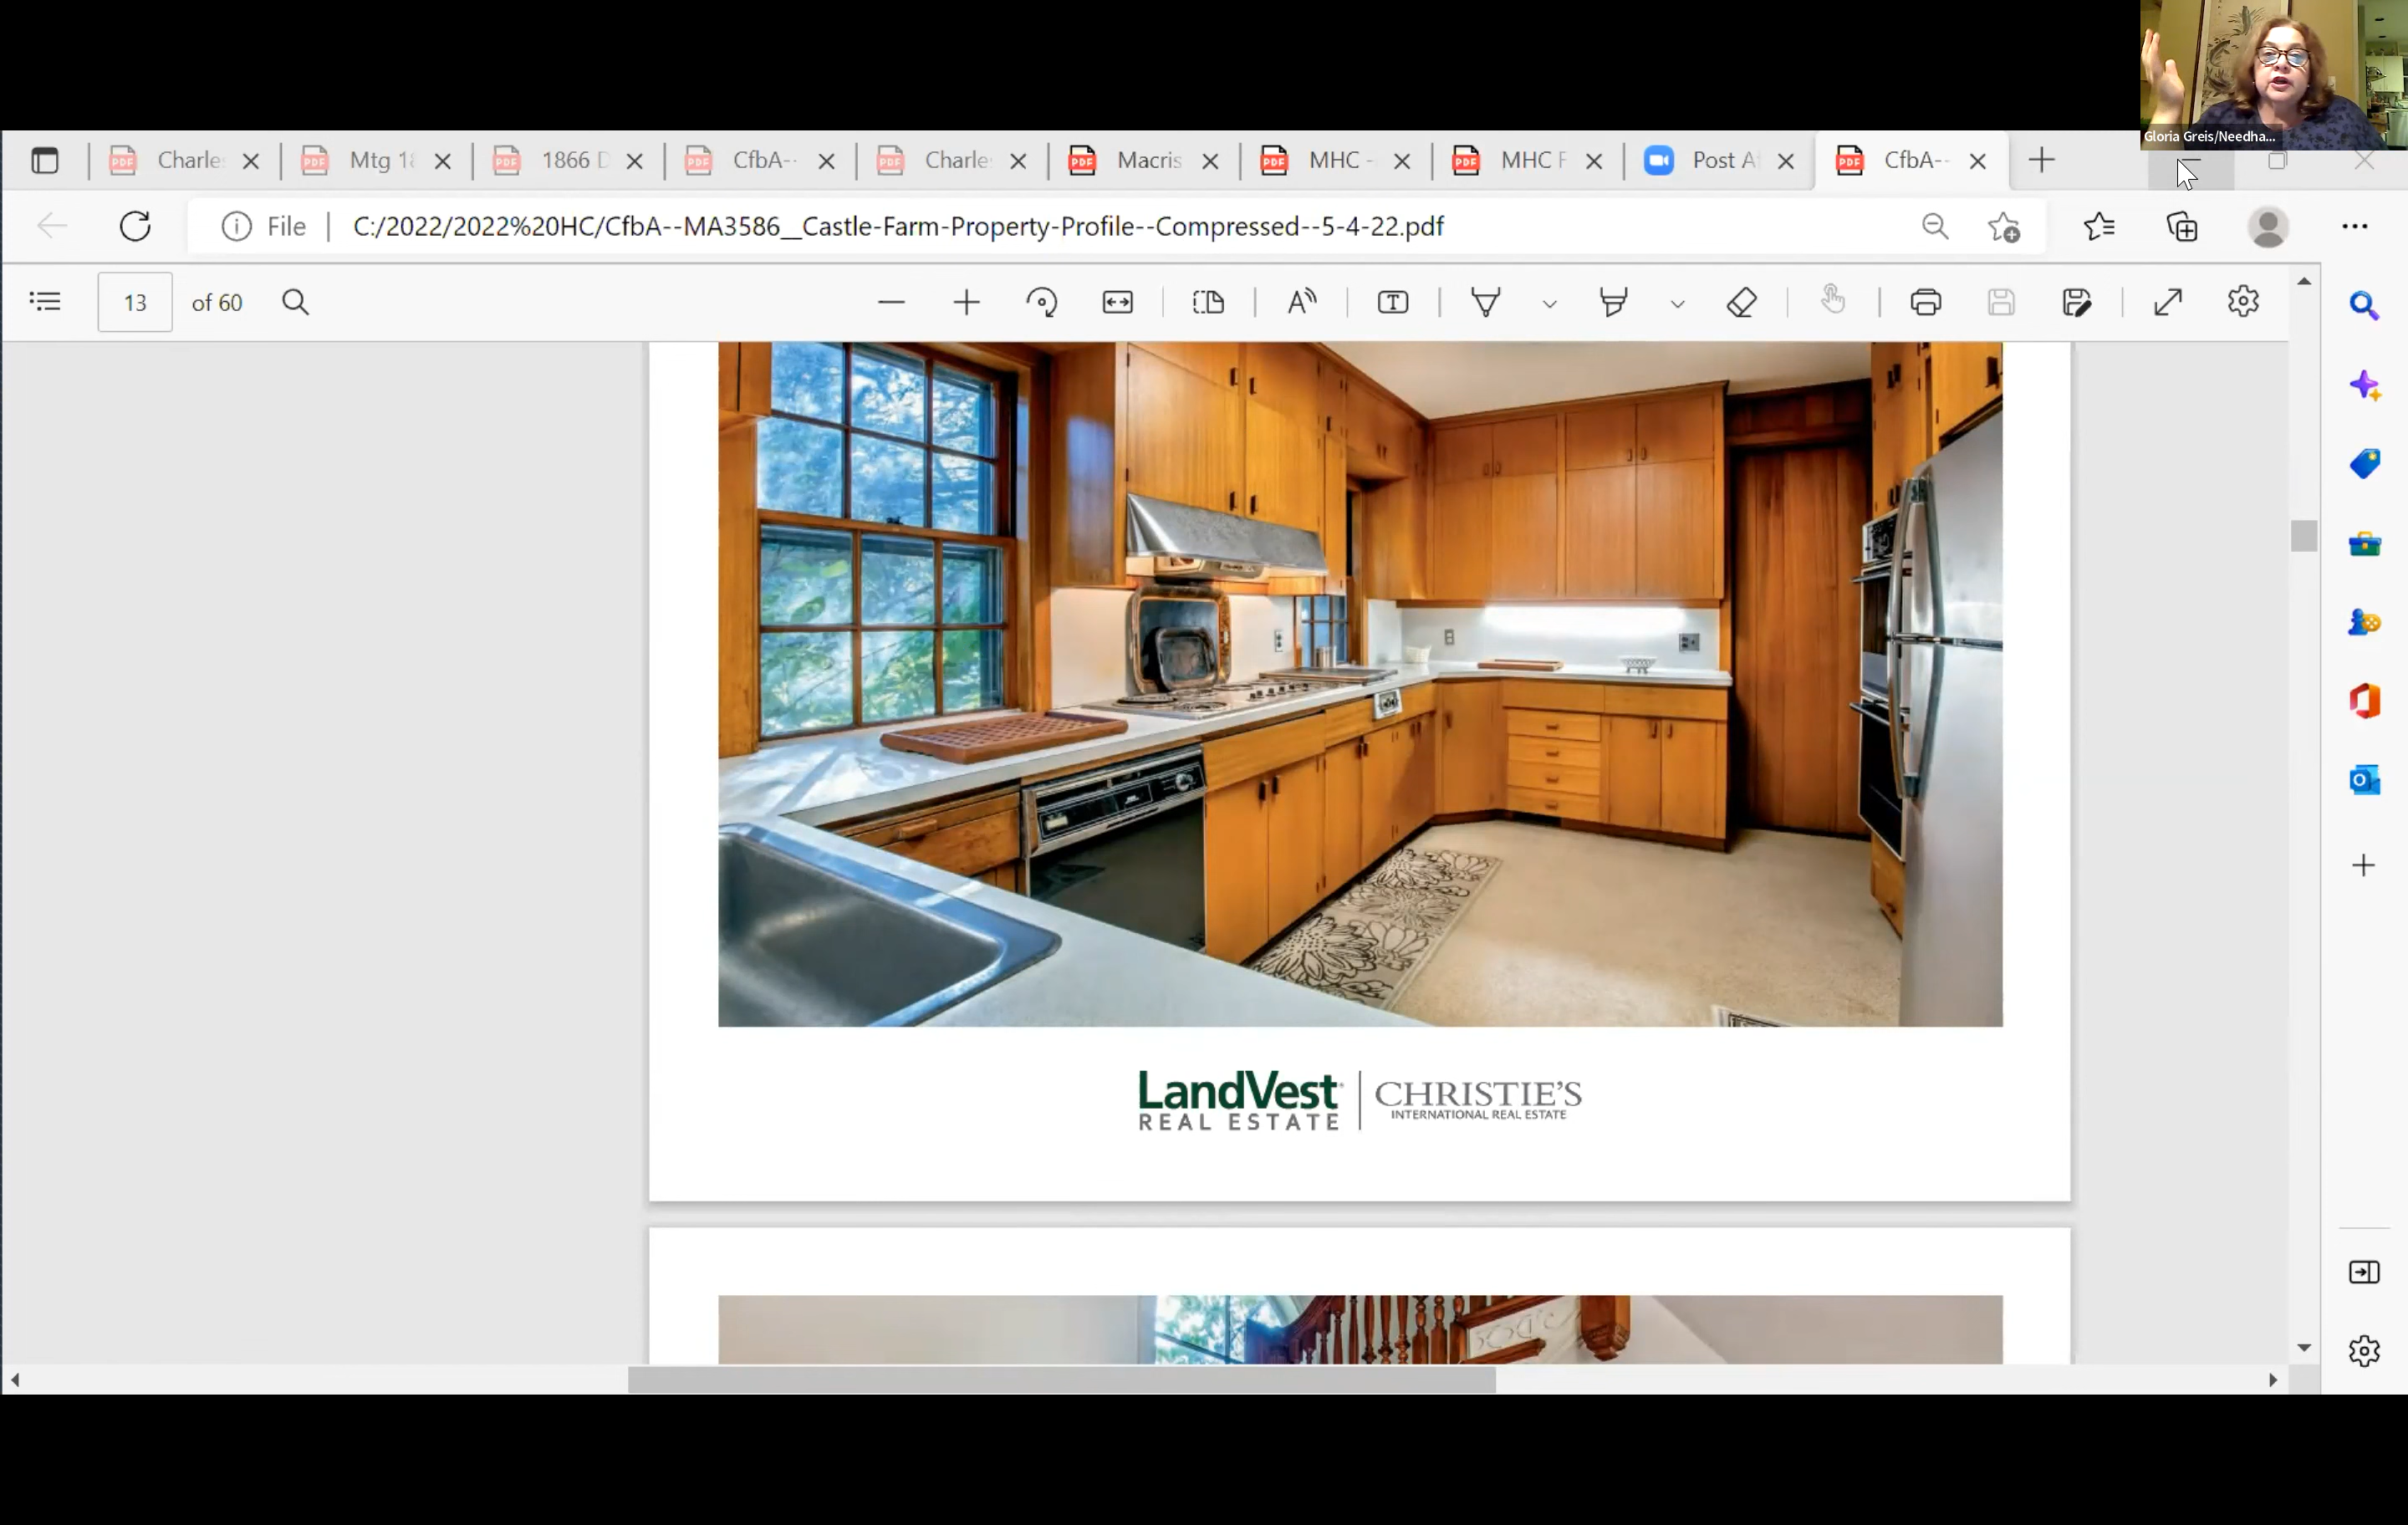 Gloria Greis/Needha...
Charle
Mtg 18
1866 D
CfbA--
Charle
Macris
MHC -
MHC F
Post A
CfbA--
File
C:/2022/2022%20HC/CfbA--MA3586__Castle-Farm-Property-Profile--Compressed--5-4-22.pdf
13 of 60
LandVest
REAL ESTATE
CHRISTIE'S
INTERNATIONAL REAL ESTATE